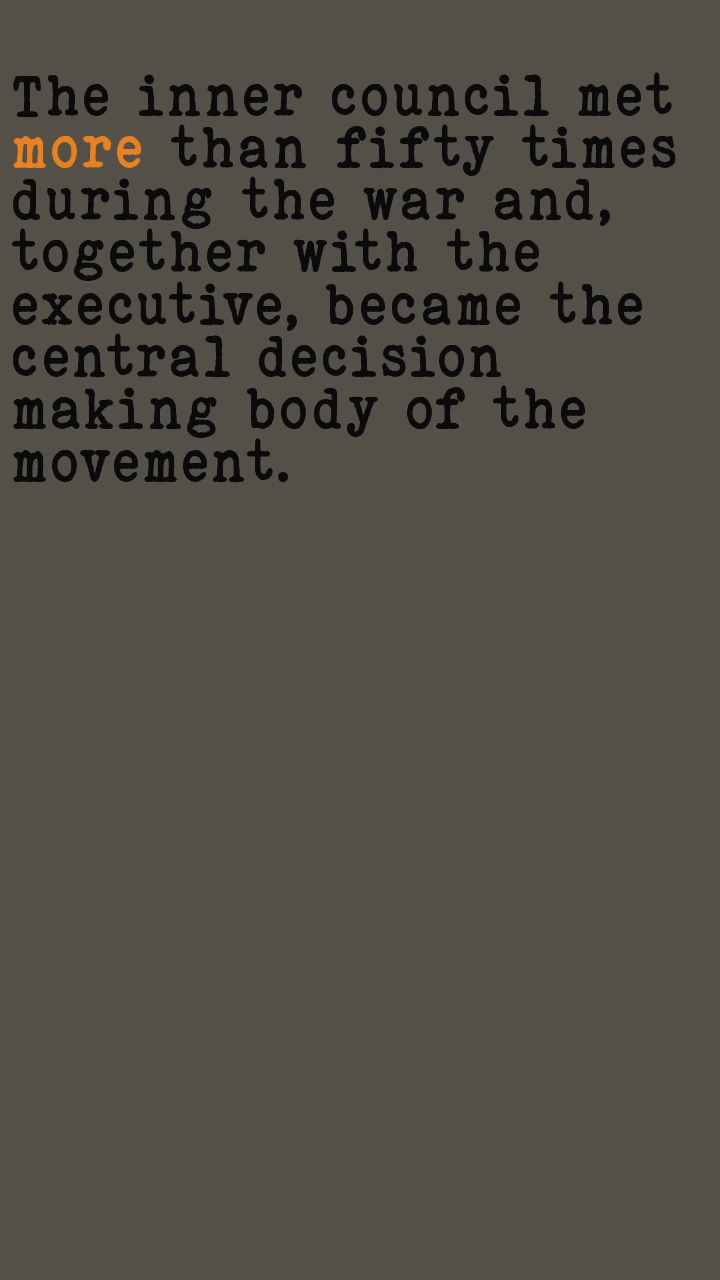 The inner council met
more than fifty times
during the war and,
together with the
executive, became the
central decision
making body of the
movement.